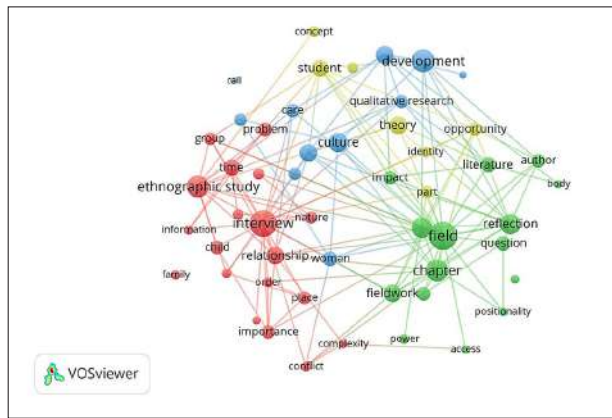 concept
student
development
call
care
qualitative research
group
problem
theory
opportunity
culture
time
identity
author
literature
impact
ethnographic study
body
part
interview
nature
information
reflection
field
child
question
relationship
woman
family
chapter
order
fieldwork
place
positionality
importance
power
complexity
access
conflict
VOSviewer